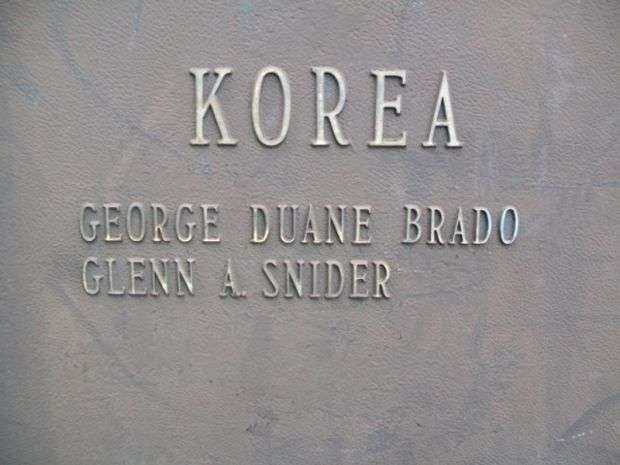 KOREA
GEORGE DUANE BRADO
GLENN A. SNIDER